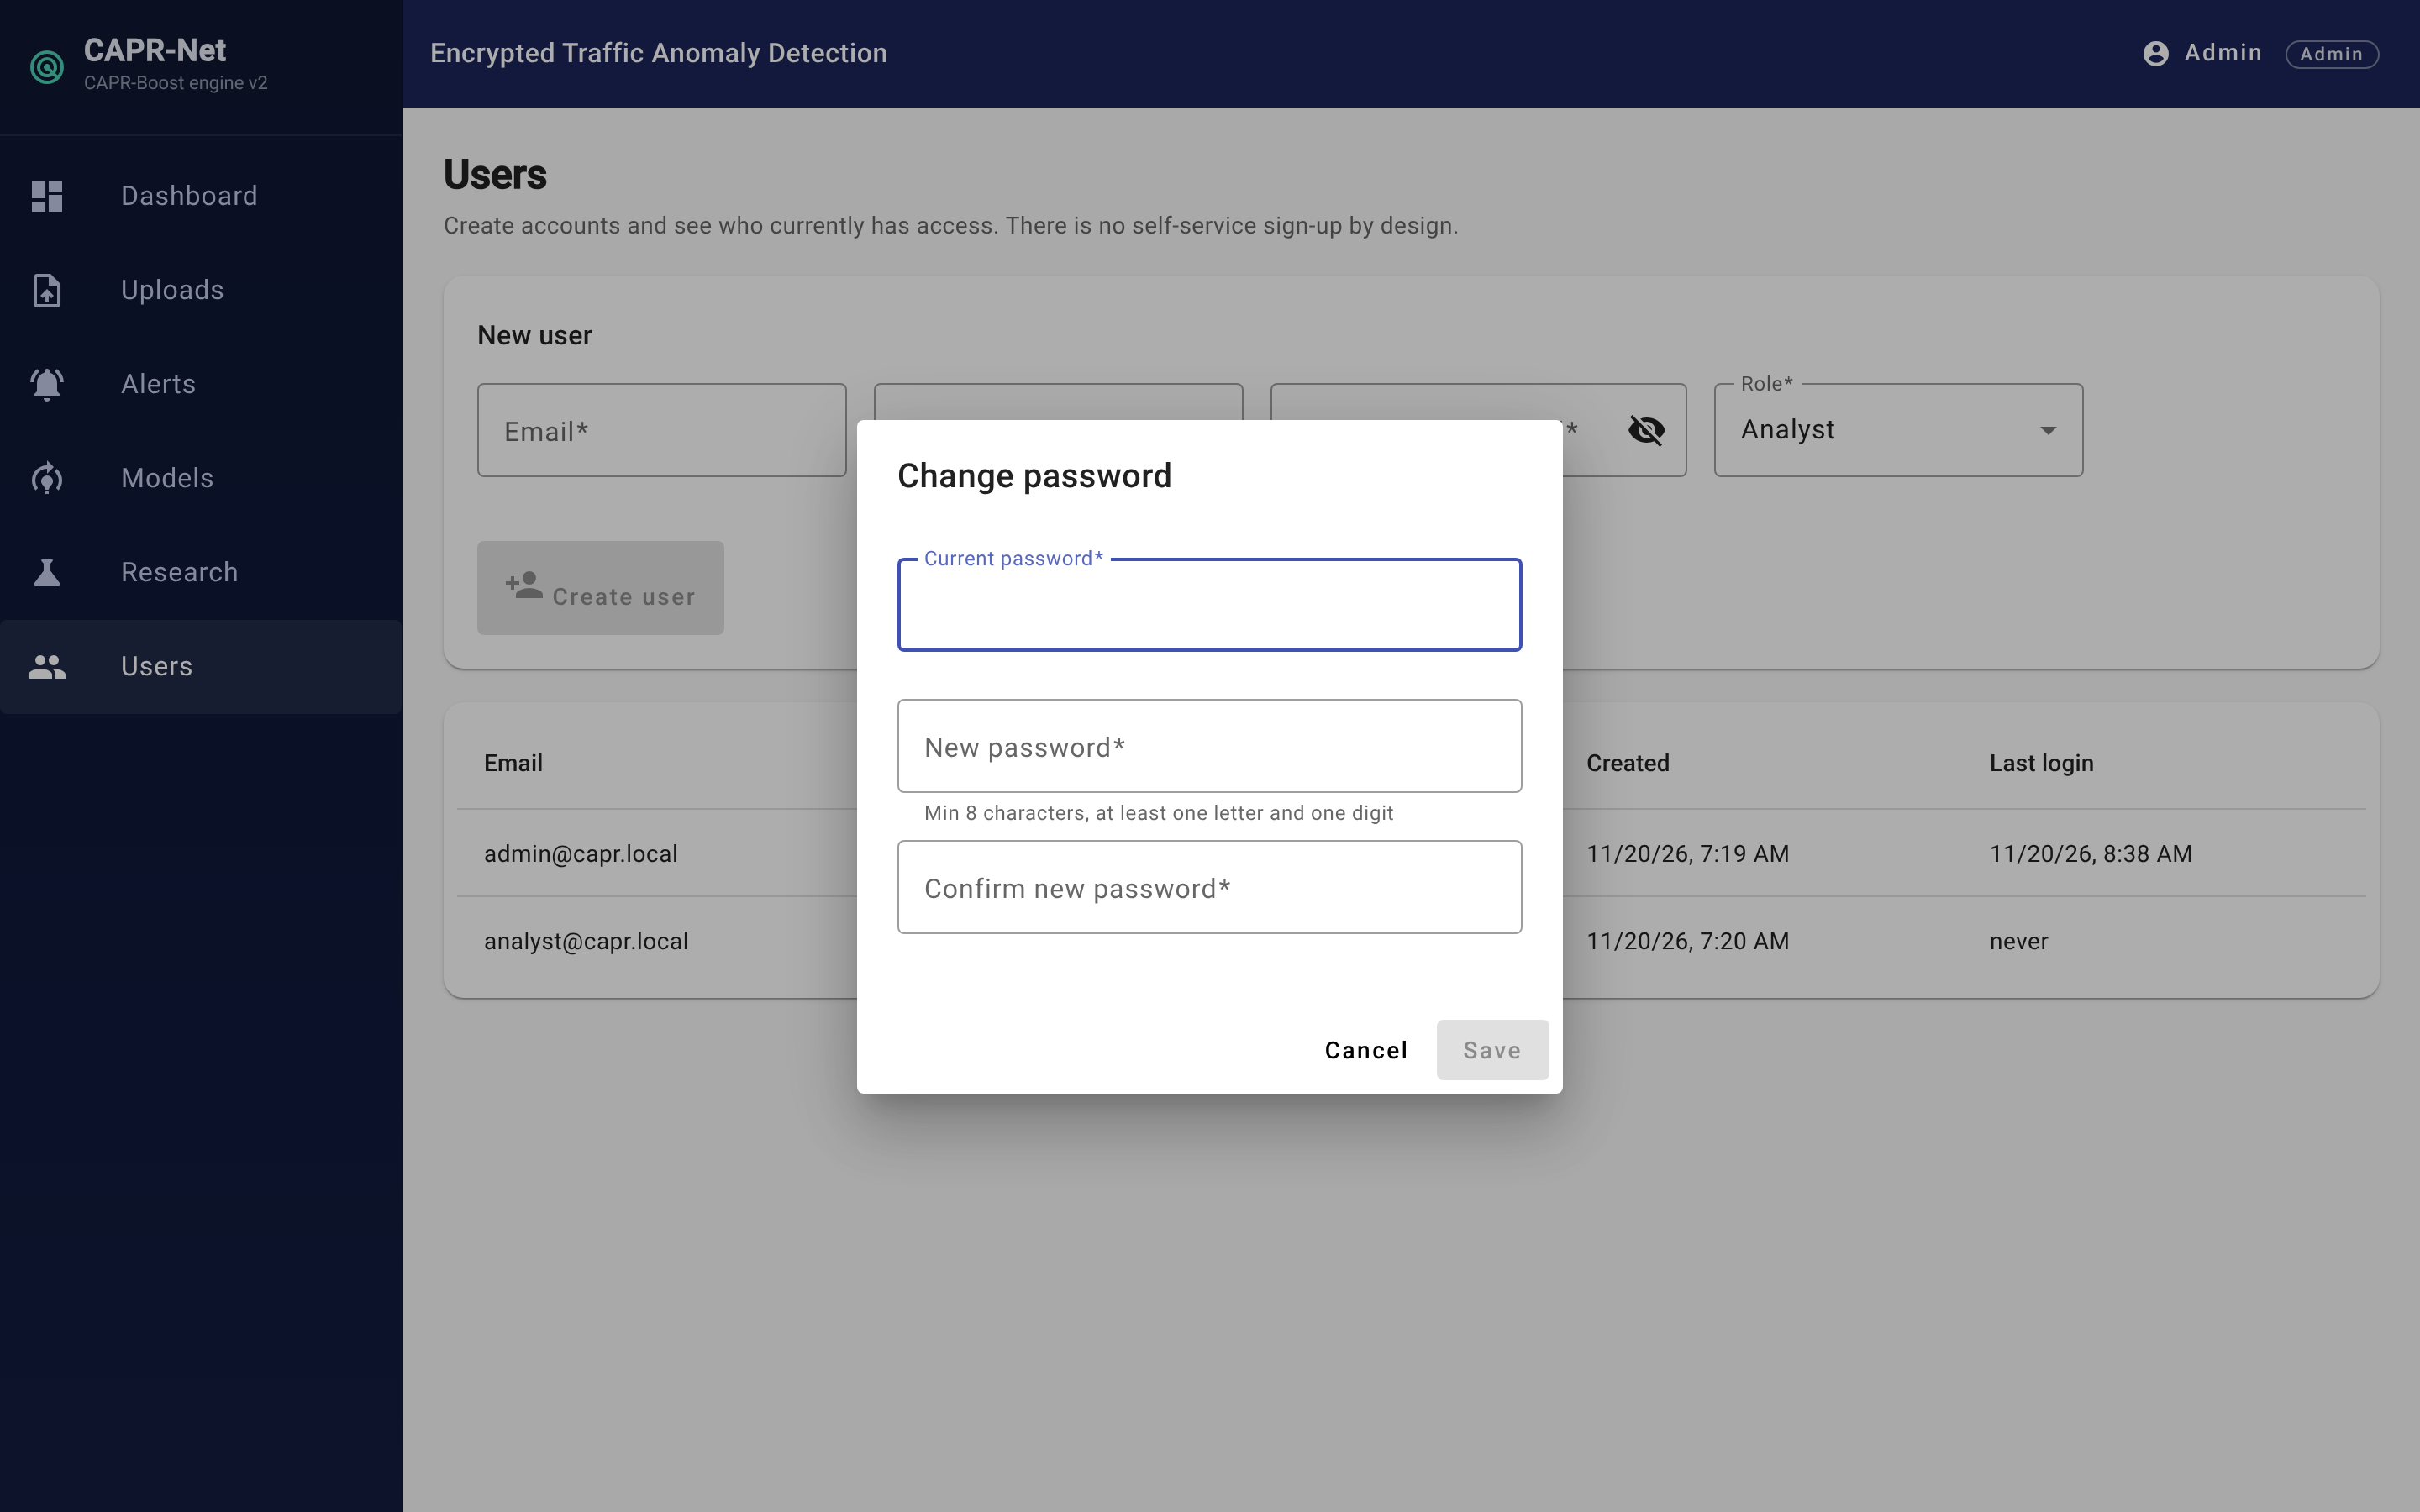 CAPR-Net
CAPR-Boost engine v2
Encrypted Traffic Anomaly Detection
Admin
Admin
Dashboard
Uploads
Alerts
Models
Research
Users
Users
Create accounts and see who currently has access. There is no self-service sign-up by design.
New user
Email*
*
Role*
Analyst
Create user
Change password
Current password*
New password*
Min 8 characters, at least one letter and one digit
Confirm new password*
Cancel
Save
Email
Created
Last login
admin@capr.local
11/20/26, 7:19 AM
11/20/26, 8:38 AM
analyst@capr.local
11/20/26, 7:20 AM
never